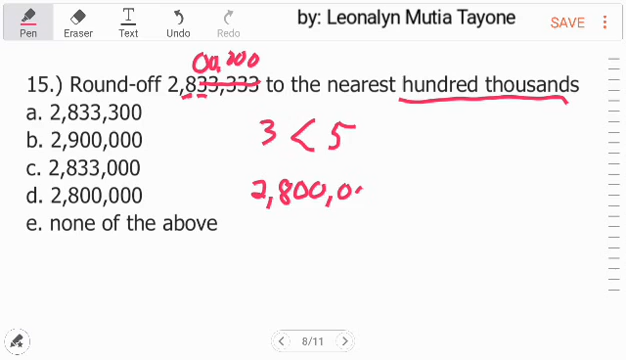 by: Leonalyn Mutia Tayone
SAVE
Pen
Eraser
Text
Undo
Redo
00,000
15.) Round-off 2,833,333 to the nearest hundred thousands
a. 2,833,300
b. 2,900,000
c. 2,833,000
d. 2,800,000
e. none of the above
3 < 5
2,800,0
8/11